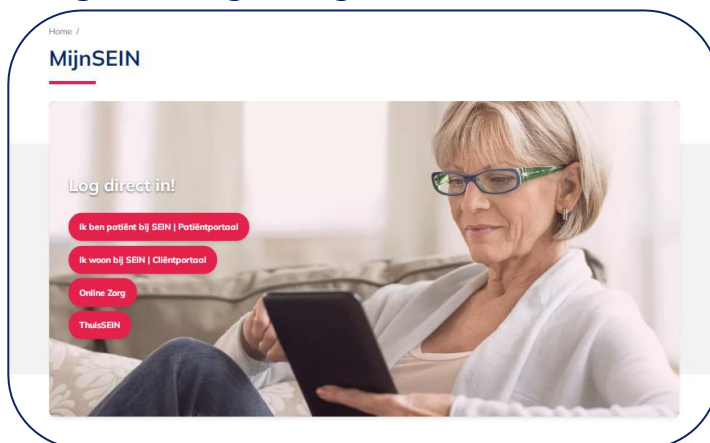 Home /
MijnSEIN
Log direct in!
Ik ben patiënt bij SEIN | Patiëntportaal
Ik woon bij SEIN | Cliëntportaal
Online Zorg
ThuisSEIN